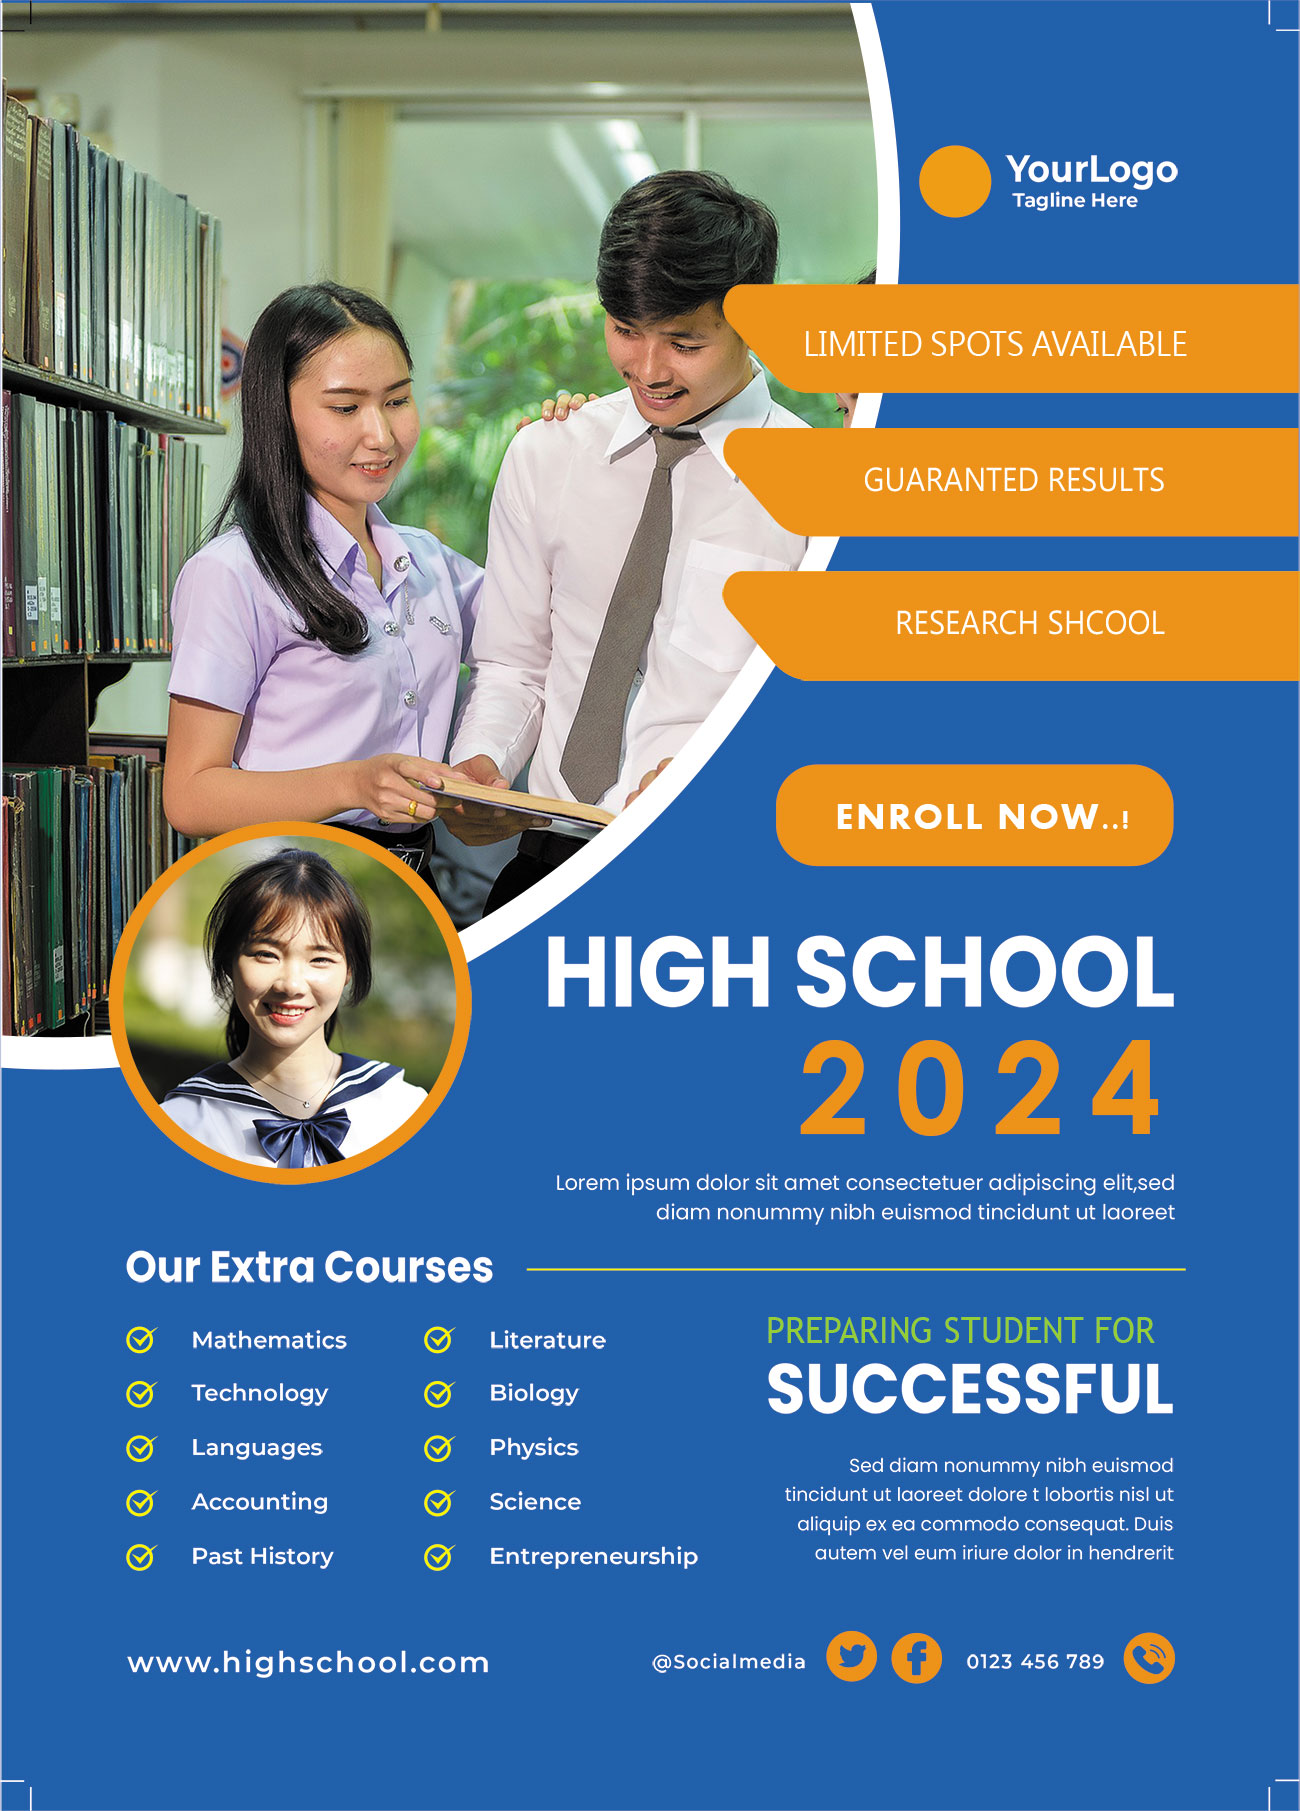 YourLogo
Tagline Here
LIMITED SPOTS AVAILABLE
GUARANTED RESULTS
RESEARCH SHCOOL
ENROLL NOW..!
HIGH SCHOOL
2024
Lorem ipsum dolor sit amet consectetuer adipiscing elit,sed
diam nonummy nibh euismod tincidunt ut laoreet
Our Extra Courses
Mathematics
Technology
Languages
Accounting
Past History
Literature
Biology
Physics
Science
Entrepreneurship
PREPARING STUDENT FOR
SUCCESSFUL
Sed diam nonummy nibh euismod
tincidunt ut laoreet dolore t lobortis nisl ut
aliquip ex ea commodo consequat. Duis
autem vel eum iriure dolor in hendrerit
www.highschool.com
@Socialmedia
0123 456 789